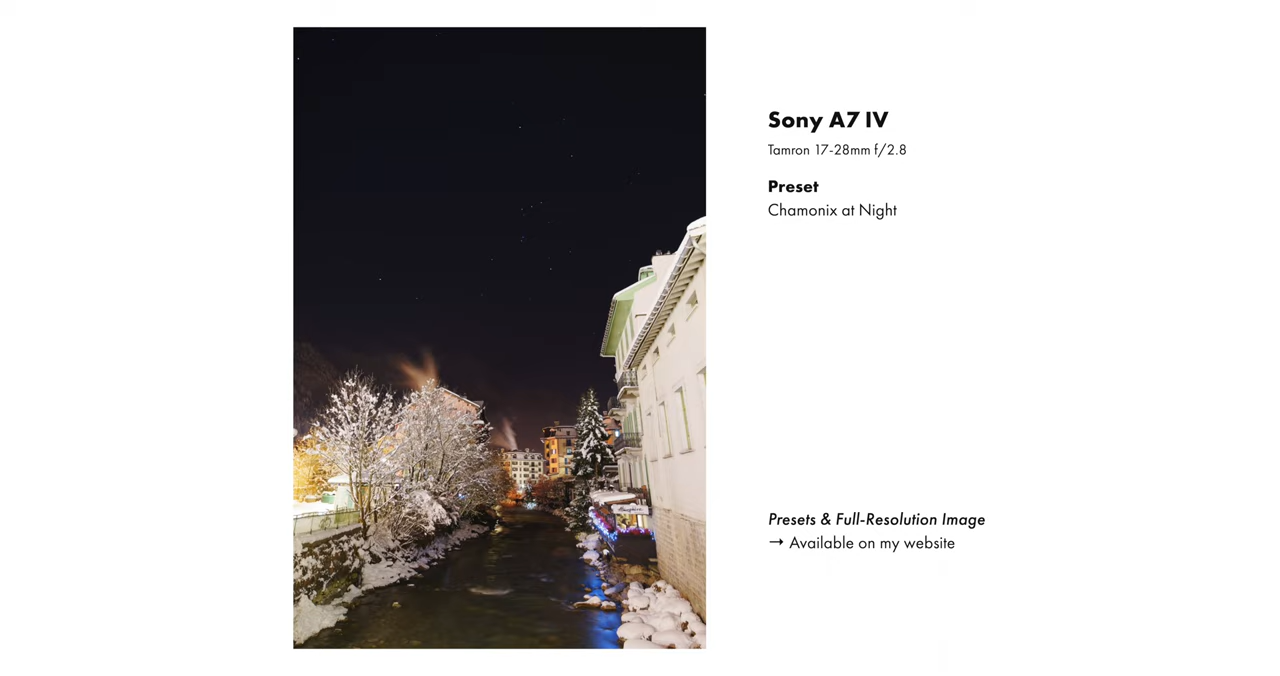 Sony A7 IV
Tamron 17-28mm f/2.8
Preset
Chamonix at Night
Presets & Full-Resolution Image
→ Available on my website